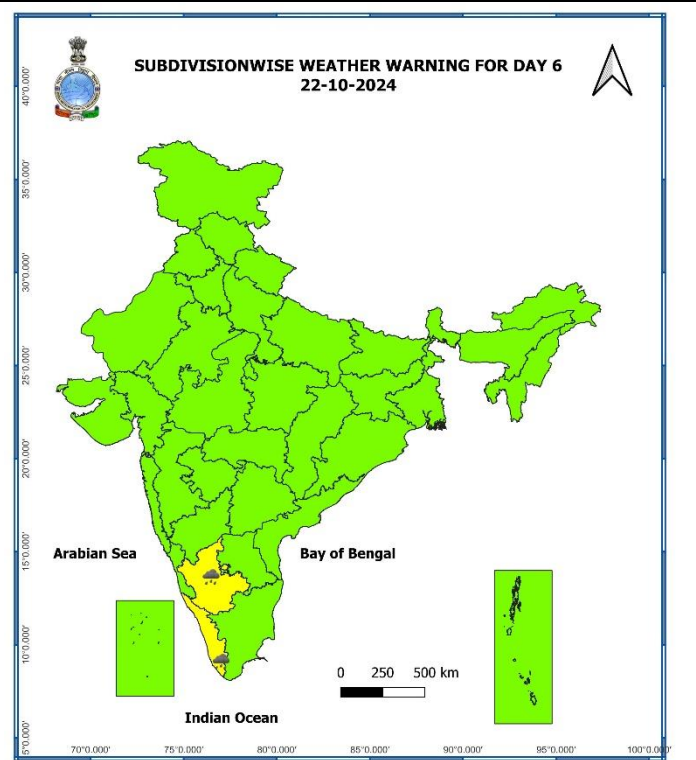 SUBDIVISIONWISE WEATHER WARNING FOR DAY 6
22-10-2024
40°0.000'
35°0.000'
30°0.000'
25°0.000'
20°0.000'
15°0.000'
10°0.000'
5°0.000'
Arabian Sea
Bay of Bengal
0 250 500 km
Indian Ocean
70°0.000' 75°0.000' 80°0.000' 85°0.000' 90°0.000' 95°0.000' 100°0.000'